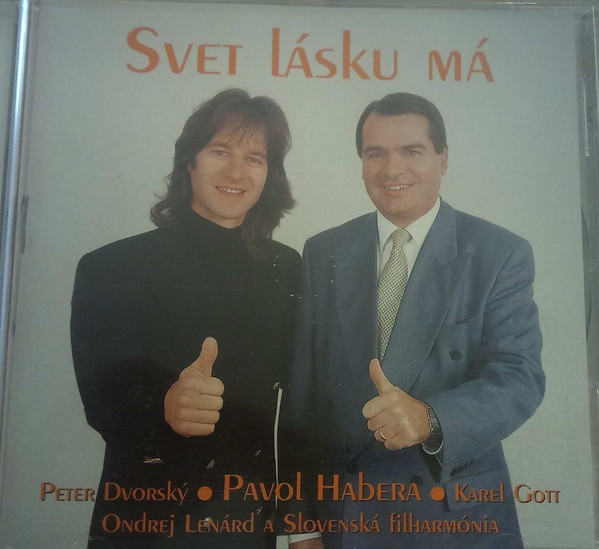 Svet lásku má
Peter Dvorský • Pavol Habera • Karel Gott
Ondrej Lenárd a Slovenská filharmónia